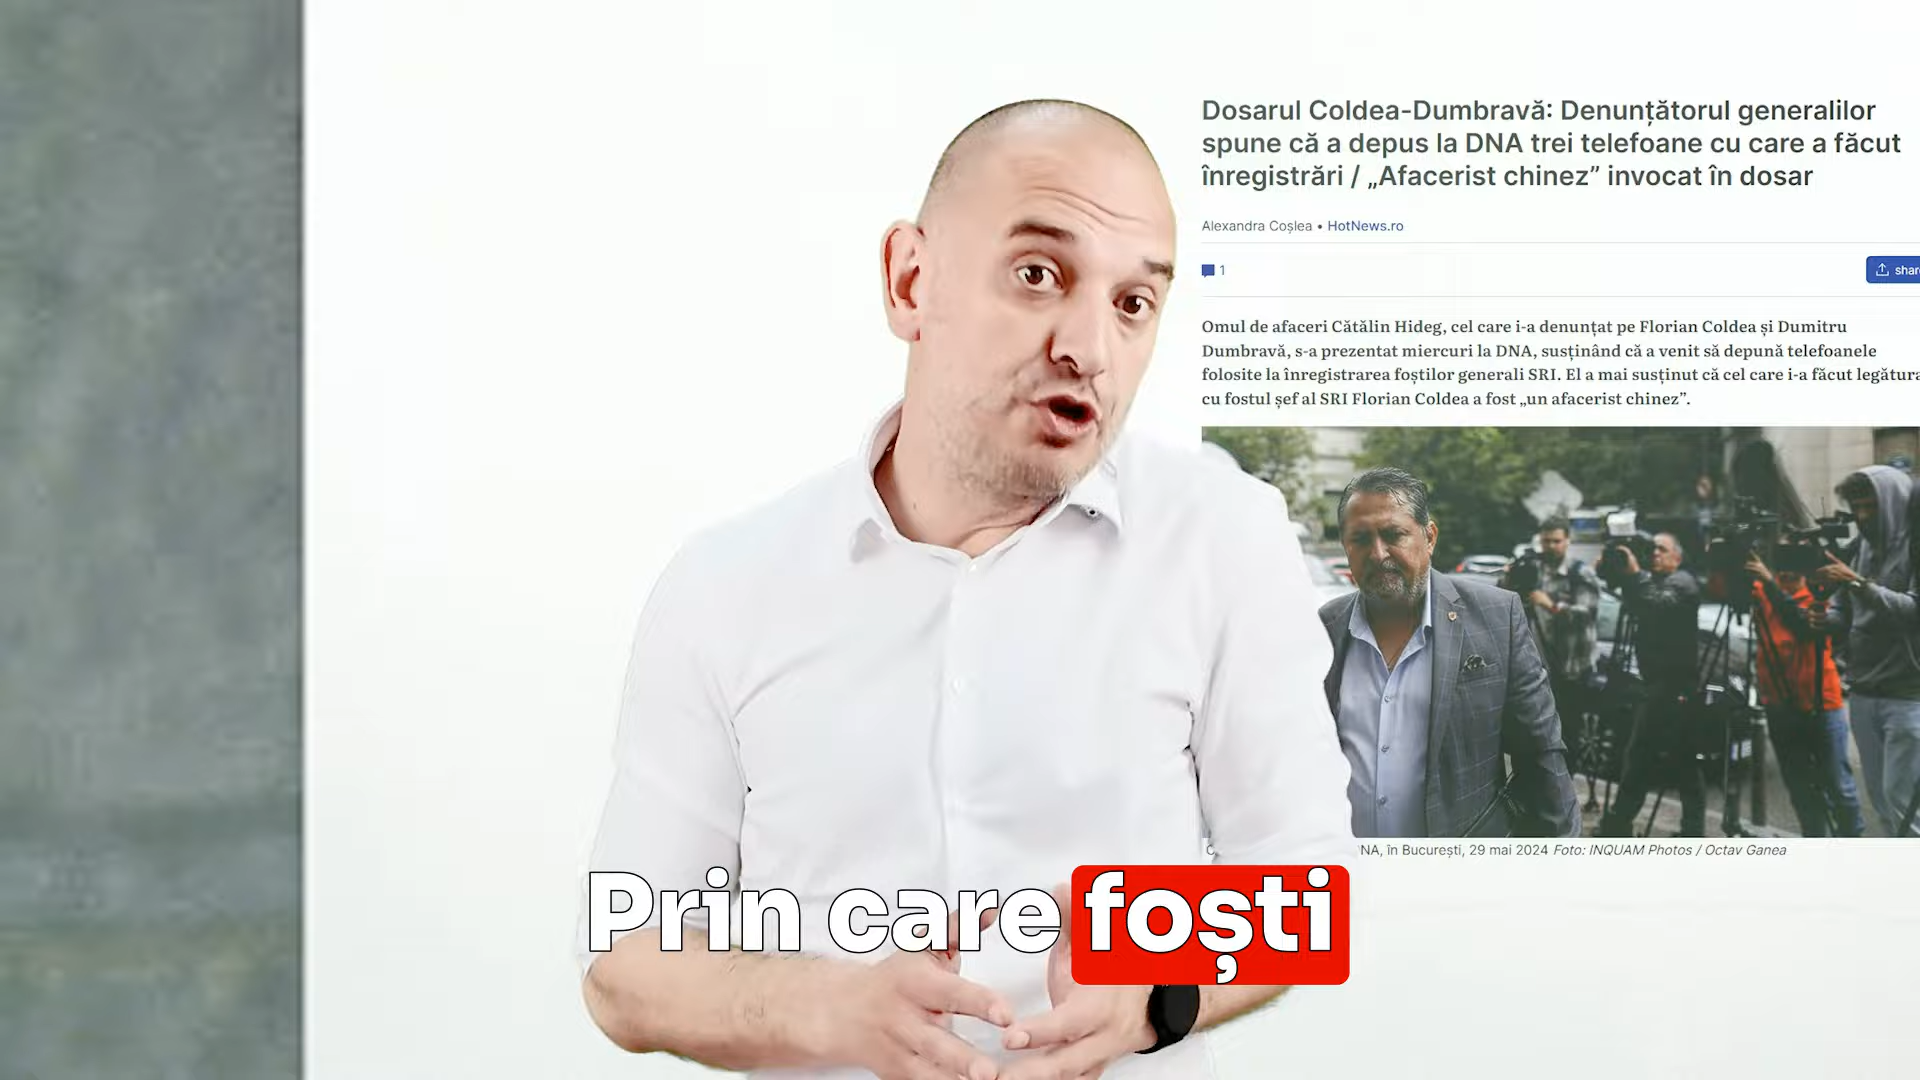 Dosarul Coldea-Dumbravă: Denunțătorul generalilor
spune că a depus la DNA trei telefoane cu care a făcut
înregistrări / „Afacerist chinez” invocat în dosar
Alexandra Coșlea • HotNews.ro
1
Omul de afaceri Cătălin Hideg, cel care i-a denunțat pe Florian Coldea și Dumitru
Dumbravă, s-a prezentat miercuri la DNA, susținând că a venit să depună telefoanele
folosite la înregistrarea foștilor generali SRI. El a mai susținut că cel care i-a făcut legătura
cu fostul șef al SRI Florian Coldea a fost „un afacerist chinez”.
NA, în București, 29 mai 2024 Foto: INQUAM Photos / Octav Ganea
Prin care foști